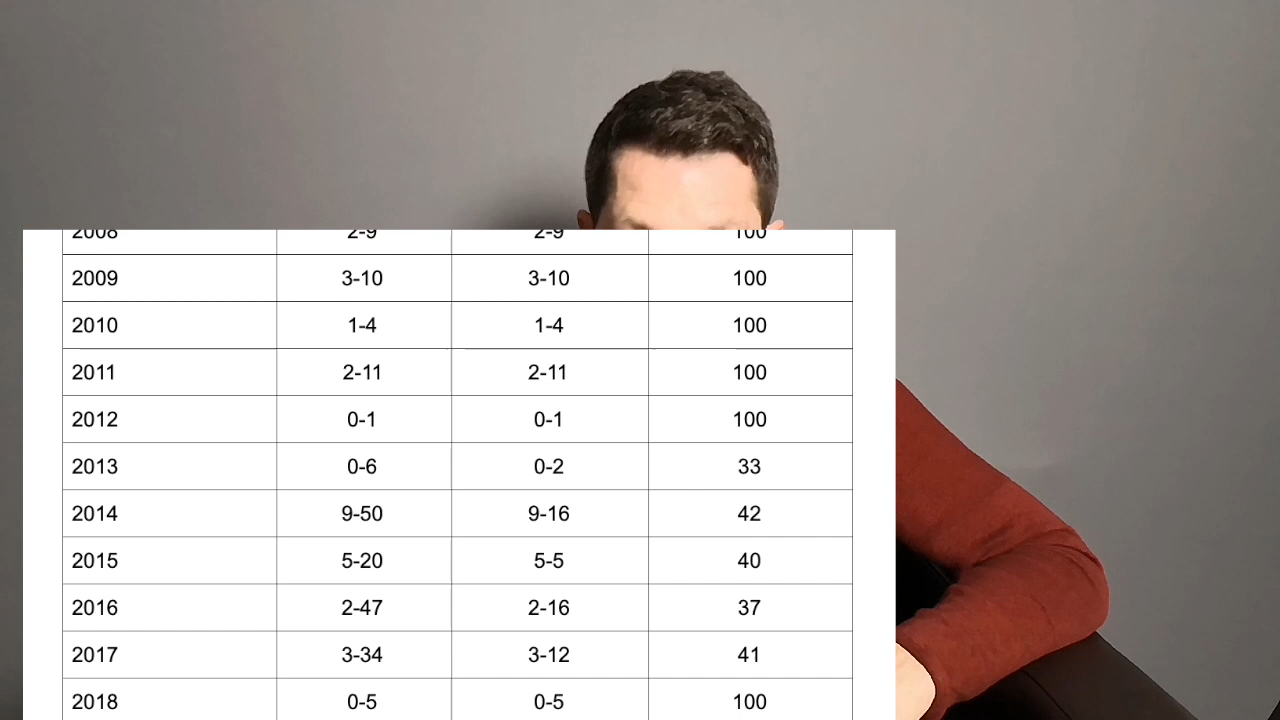 2008 2-9 2-9 100
2009 3-10 3-10 100
2010 1-4 1-4 100
2011 2-11 2-11 100
2012 0-1 0-1 100
2013 0-6 0-2 33
2014 9-50 9-16 42
2015 5-20 5-5 40
2016 2-47 2-16 37
2017 3-34 3-12 41
2018 0-5 0-5 100